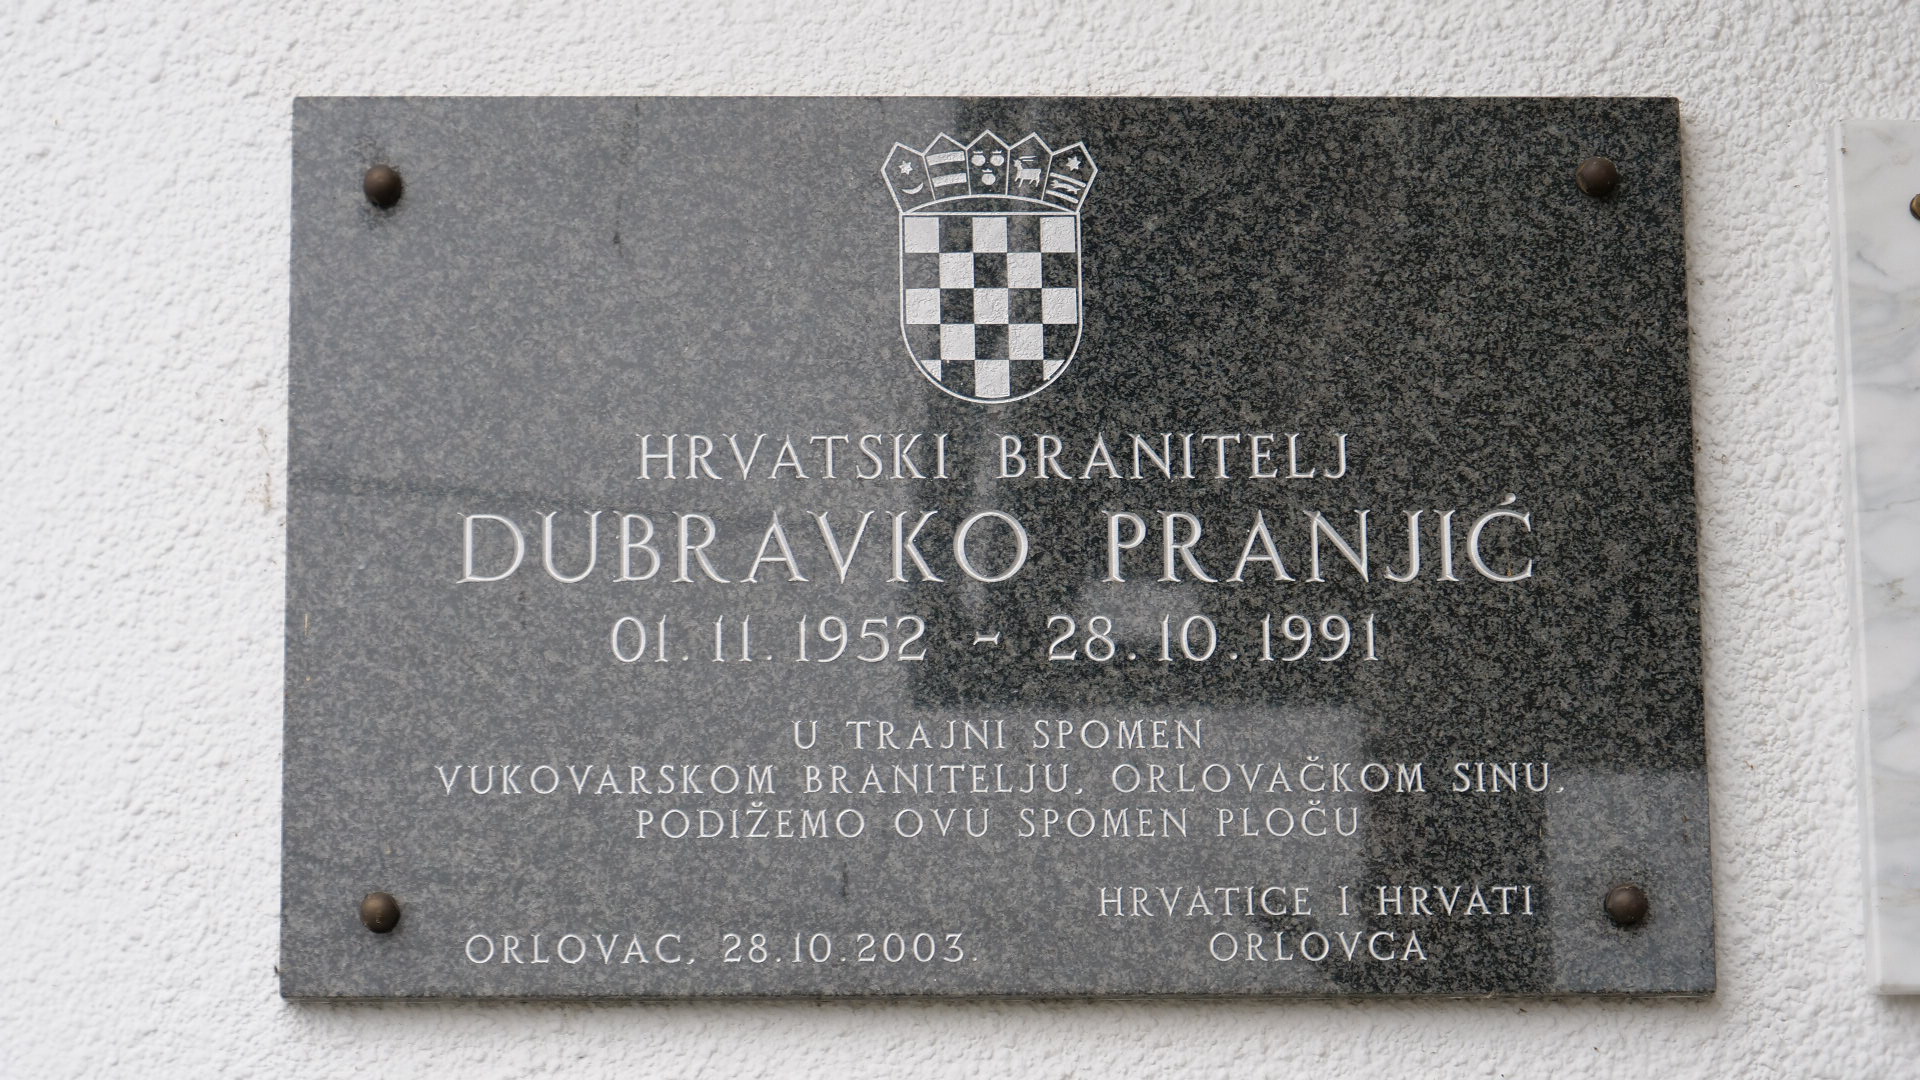 HRVATSKI BRANITELJ
DUBRAVKO PRANJIĆ
01.11.1952 - 28.10.1991
U TRAJNI SPOMEN
VUKOVARSKOM BRANITELJU, ORLOVAČKOM SINU,
PODIŽEMO OVU SPOMEN PLOČU
HRVATICE I HRVATI
ORLOVCA
ORLOVAC, 28.10.2003.